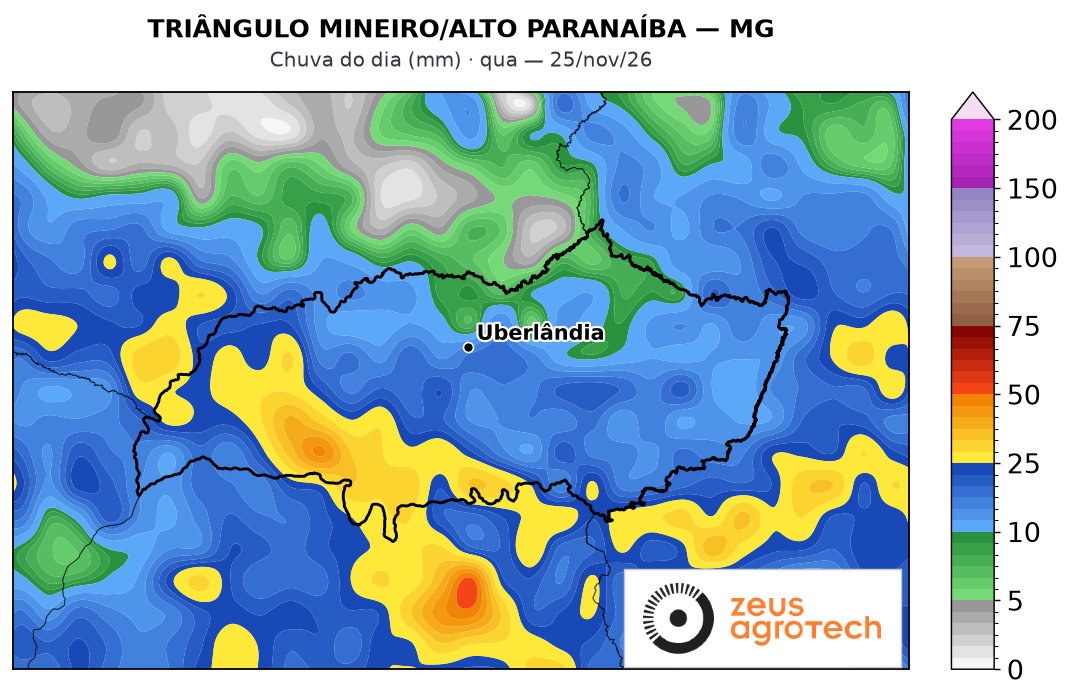 TRIÂNGULO MINEIRO/ALTO PARANAÍBA — MG
Chuva do dia (mm) · qua — 25/nov/26
Uberlândia
200
150
100
75
50
25
10
5
0
zeus
agrotech